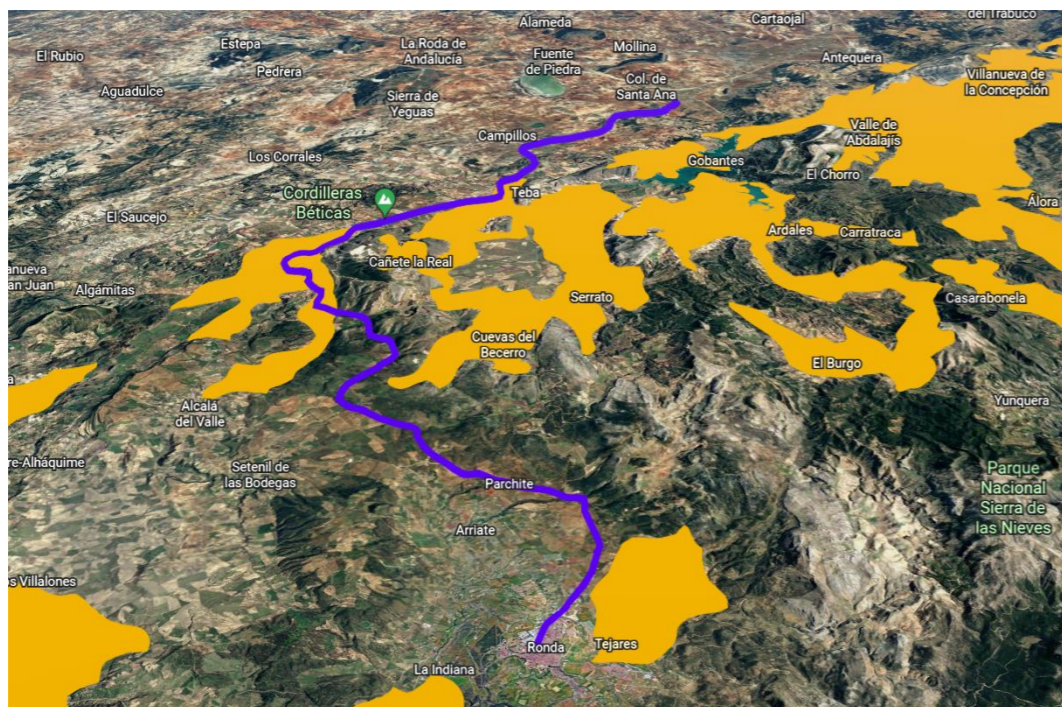 del Trabuco
Cartaojal
Alameda
El Rubio
Estepa
La Roda de
Andalucía
Mollina
Fuente
de Piedra
Antequera
Pedrera
Aguadulce
Sierra de
Yeguas
Col. de
Santa Ana
Villanueva de
la Concepción
Campillos
Valle de
Abdalajís
Los Corrales
Gobantes
El Chorro
Teba
Cordilleras
Béticas
El Saucejo
Álora
Ardales
Carratraca
Cañete la Real
anueva
an Juan
Algámitas
Serrato
Casarabonela
Cuevas del
Becerro
El Burgo
a
Yunquera
Alcalá
del Valle
re-Alháquime
Setenil de
las Bodegas
Parque
Nacional
Sierra de
las Nieves
Parchite
Arriate
os Villalones
Ronda
Tejares
La Indiana